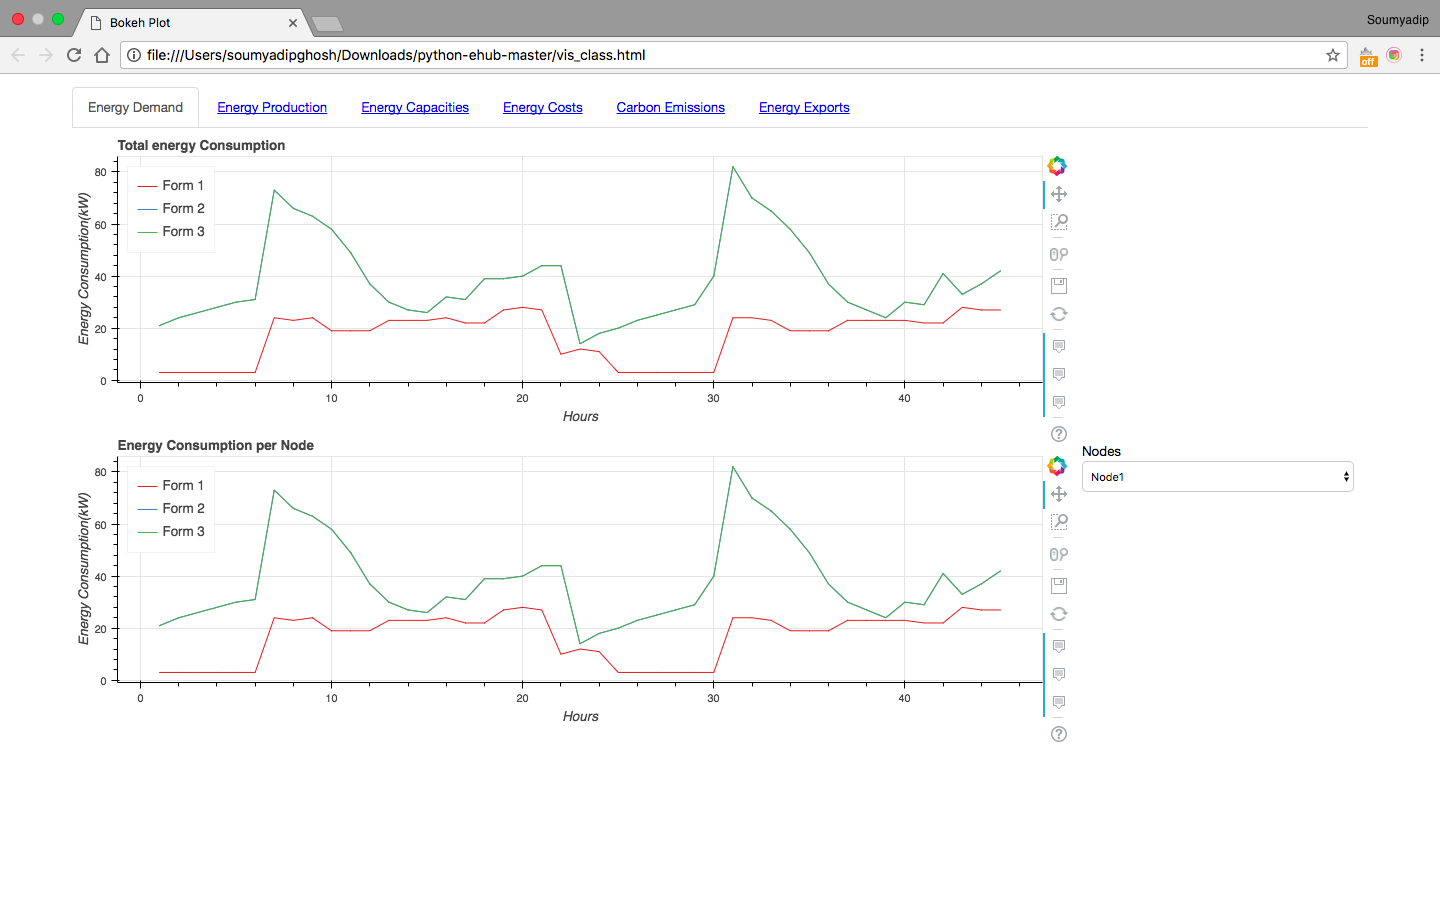 Bokeh Plot
Soumyadip
file:///Users/soumyadipghosh/Downloads/python-ehub-master/vis_class.html
off
Energy Demand Energy Production Energy Capacities Energy Costs Carbon Emissions Energy Exports
Total energy Consumption
Energy Consumption(kW)
80
60
40
20
0
Form 1
Form 2
Form 3
0 10 20 30 40
Hours
Energy Consumption per Node
Energy Consumption(kW)
80
60
40
20
0
Form 1
Form 2
Form 3
0 10 20 30 40
Hours
Nodes
Node1